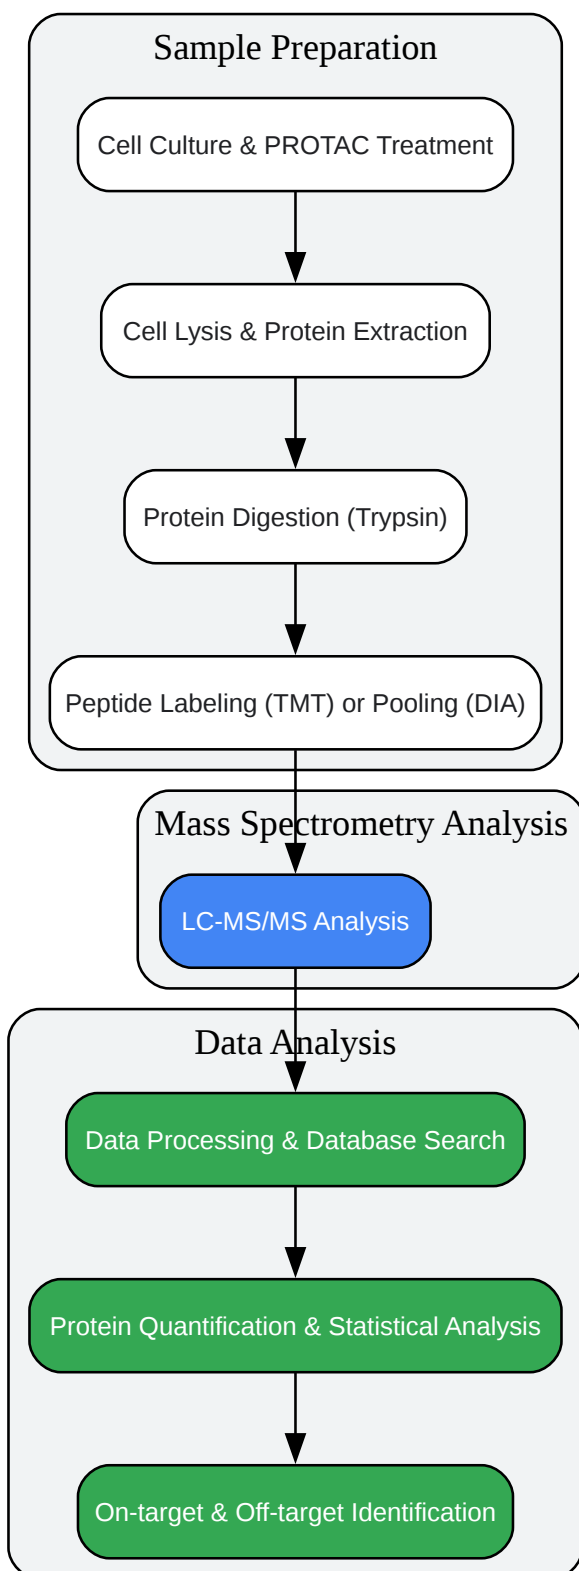 Sample Preparation
Cell Culture & PROTAC Treatment
Cell Lysis & Protein Extraction
Protein Digestion (Trypsin)
Peptide Labeling (TMT) or Pooling (DIA)
Mass Spectrometry Analysis
LC-MS/MS Analysis
Data Analysis
Data Processing & Database Search
Protein Quantification & Statistical Analysis
On-target & Off-target Identification